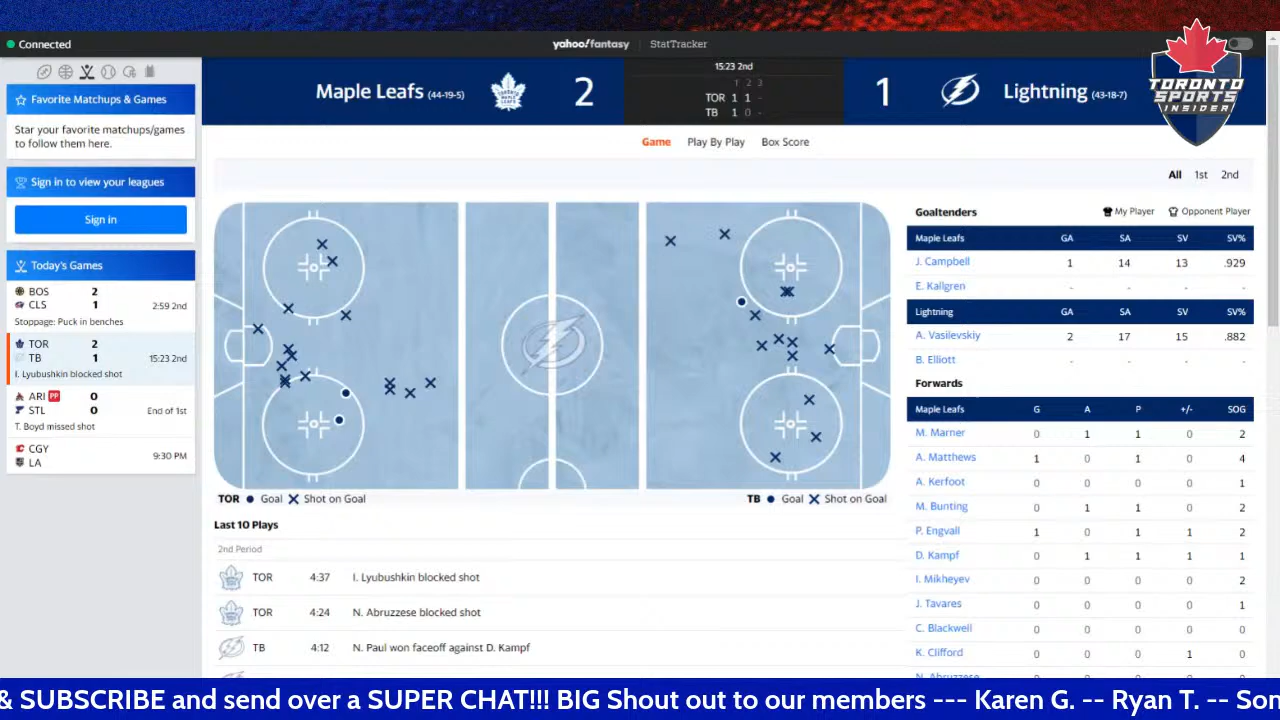 Connected
yahoo!fantasy | StatTracker
TORONTO
SPORTS
INSIDER
Favorite Matchups & Games
Star your favorite matchups/games
to follow them here.
Sign in to view your leagues
Sign in
Today's Games
BOS 2
CLS 1 2:59 2nd
Stoppage: Puck in benches
TOR 2
TB 1 15:23 2nd
I. Lyubushkin blocked shot
ARI PP 0
STL 0 End of 1st
T. Boyd missed shot
CGY
LA 9:30 PM
Maple Leafs (44-19-5) 2
15:23 2nd
1 2 3
TOR 1 1 -
TB 1 0 -
1 Lightning (43-18-7)
Game Play By Play Box Score
All 1st 2nd
TOR Goal Shot on Goal
TB Goal Shot on Goal
Last 10 Plays
2nd Period
TOR 4:37 I. Lyubushkin blocked shot
TOR 4:24 N. Abruzzese blocked shot
TB 4:12 N. Paul won faceoff against D. Kampf
Goaltenders My Player Opponent Player
Maple Leafs GA SA SV SV%
J. Campbell 1 14 13 .929
E. Kallgren - - - -
Lightning GA SA SV SV%
A. Vasilevskiy 2 17 15 .882
B. Elliott - - - -
Forwards
Maple Leafs G A P +/- SOG
M. Marner 0 1 1 0 2
A. Matthews 1 0 1 0 4
A. Kerfoot 0 0 0 0 1
M. Bunting 0 1 1 0 2
P. Engvall 1 0 1 1 2
D. Kampf 0 1 1 1 1
I. Mikheyev 0 0 0 0 2
J. Tavares 0 0 0 0 1
C. Blackwell 0 0 0 0 0
K. Clifford 0 0 0 1 0
N. Abruzzese
& SUBSCRIBE and send over a SUPER CHAT!!! BIG Shout out to our members --- Karen G. -- Ryan T. -- Son